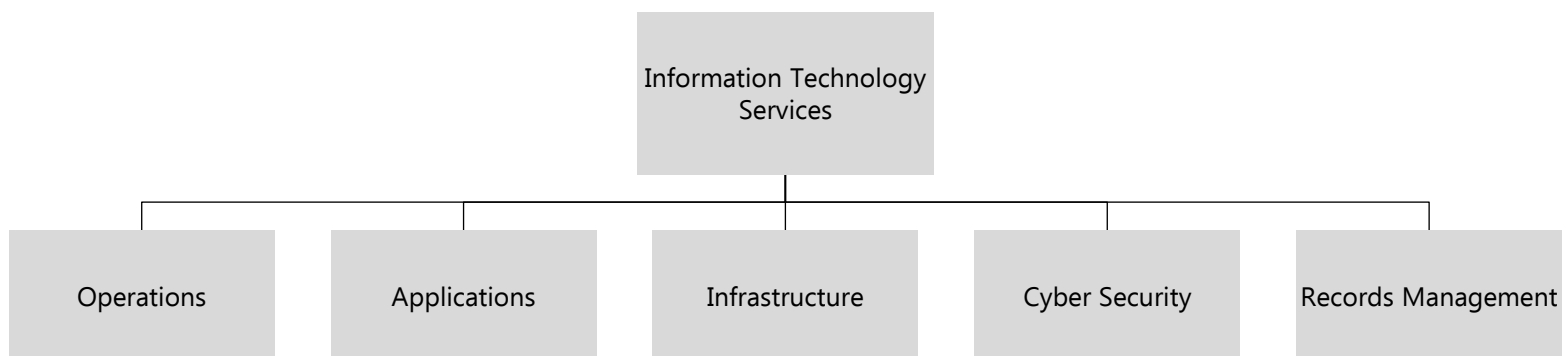 Information Technology
Services
Operations
Applications
Infrastructure
Cyber Security
Records Management